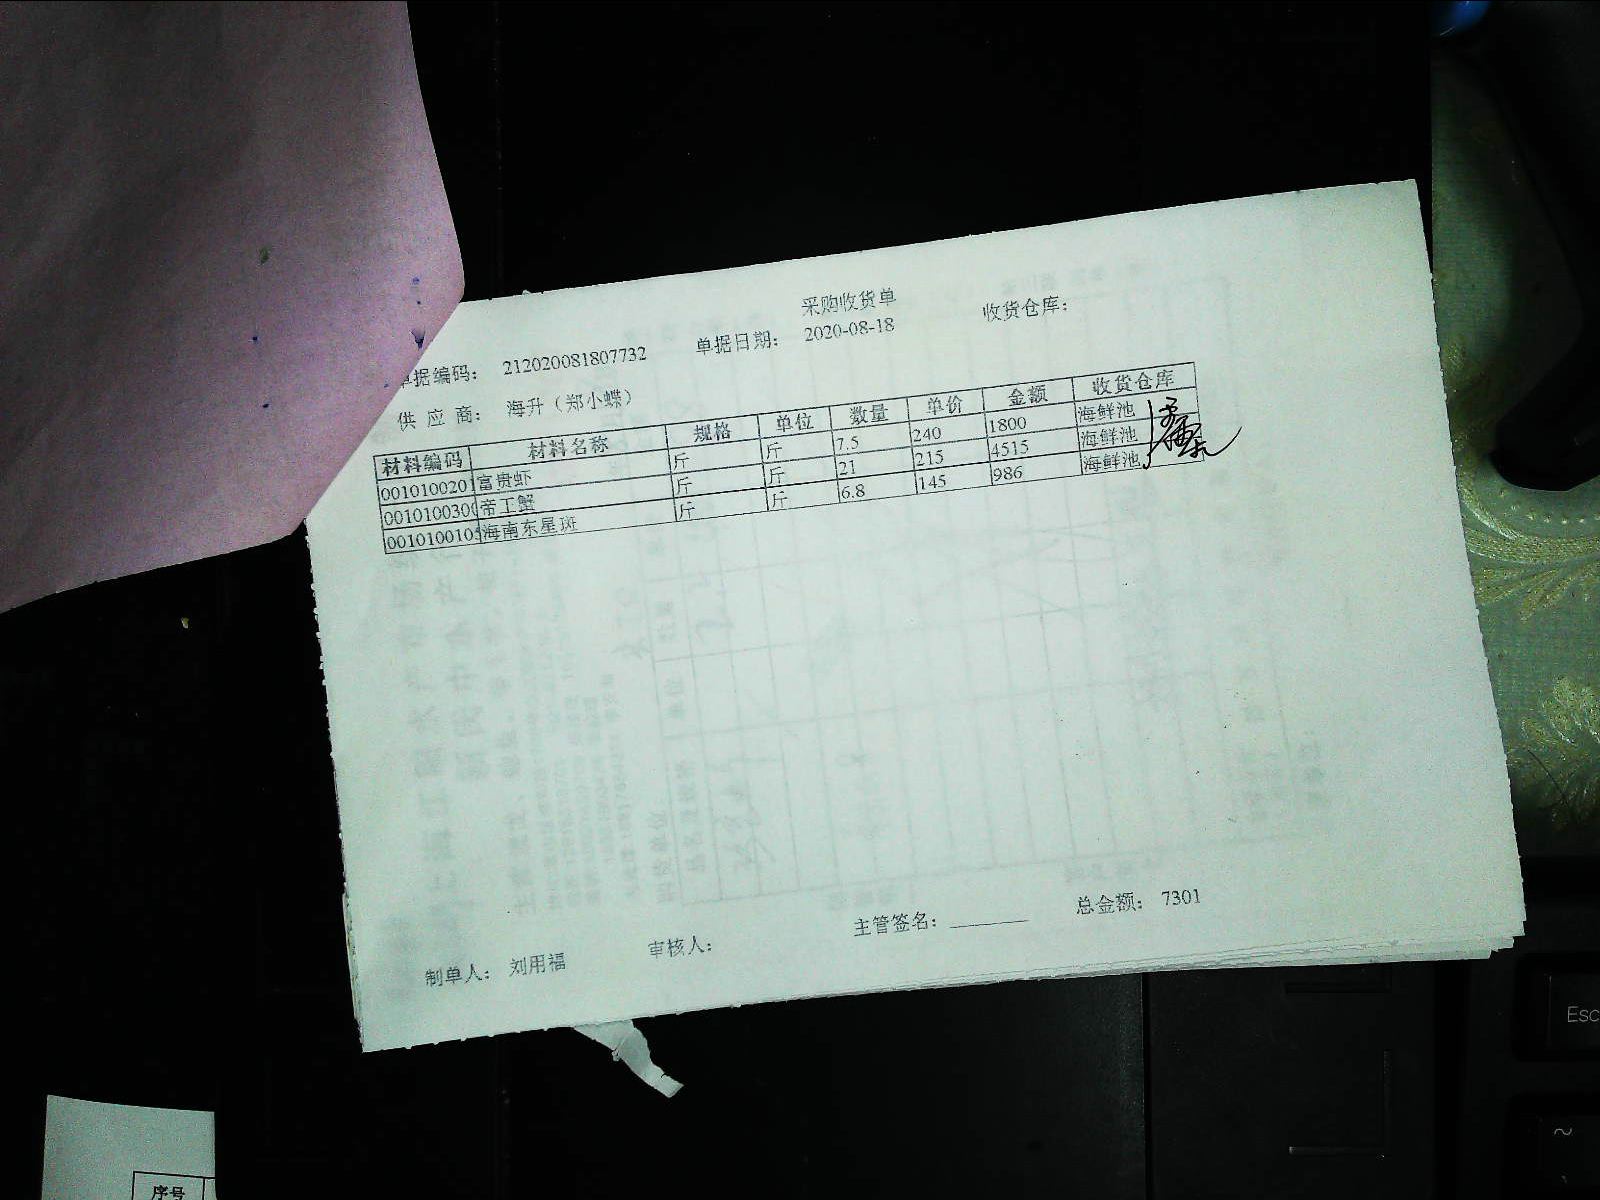 采购收货单
单据编码: 212020081807732 单据日期: 2020-08-18 收货仓库:
供 应 商: 海升（郑小蝶）
材料编码 材料名称 规格 单位 数量 单价 金额 收货仓库
0010100201 富贵虾 斤 斤 7.5 240 1800 海鲜池
001010030 帝王蟹 斤 斤 21 215 4515 海鲜池
001010010 海南东星斑 斤 斤 6.8 145 986 海鲜池
制单人: 刘用福 审核人: 主管签名: 总金额: 7301
序号
Esc
~